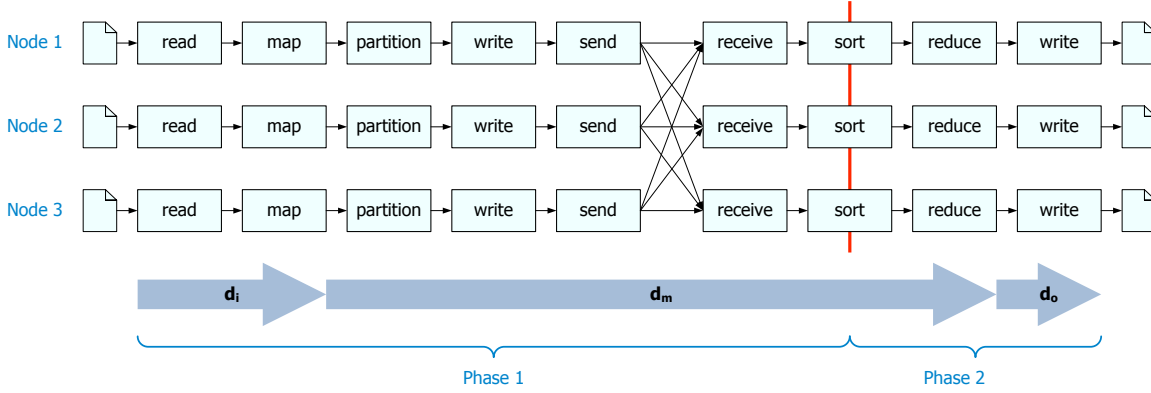 Node 1 read map partition write send receive sort reduce write
Node 2 read map partition write send receive sort reduce write
Node 3 read map partition write send receive sort reduce write
di dm do
Phase 1 Phase 2